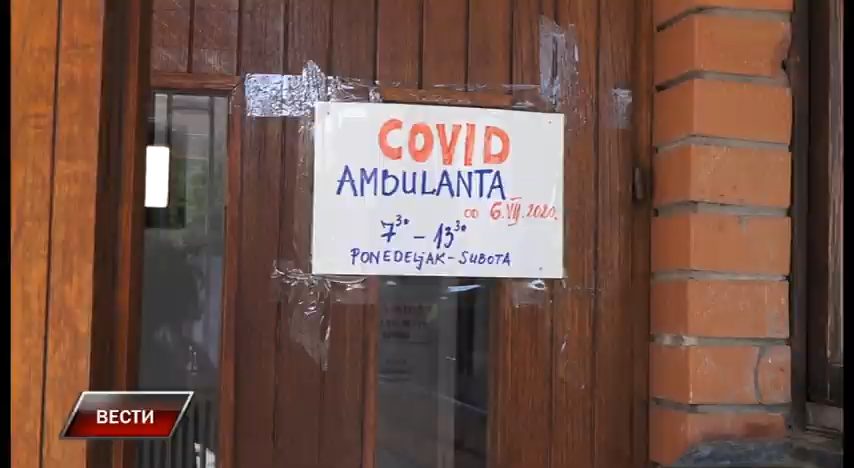 COVID
AMBULANTA
OD 6.VII.2020.
7³⁰ - 13³⁰
PONEDELJAK - SUBOTA
ВЕСТИ